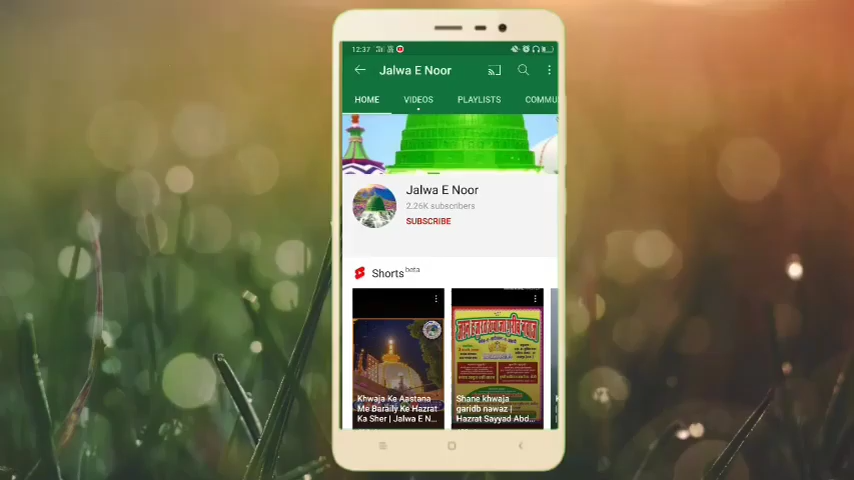 12:37
Jalwa E Noor
HOME VIDEOS PLAYLISTS COMMU
Jalwa E Noor
2.26K subscribers
SUBSCRIBE
Shorts beta
Khwaja Ke Aastana
Me Baraily Ke Hazrat
Ka Sher | Jalwa E N...
Shane khwaja
garidb nawaz |
Hazrat Sayyad Abd...